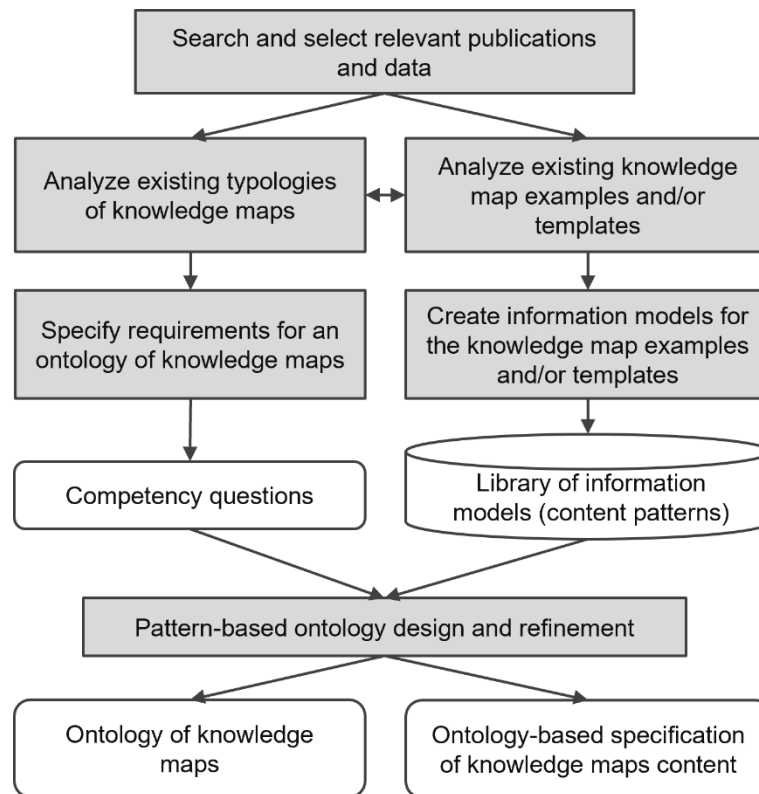 Search and select relevant publications
and data
Analyze existing typologies
of knowledge maps
Analyze existing knowledge
map examples and/or
templates
Specify requirements for an
ontology of knowledge maps
Create information models for
the knowledge map examples
and/or templates
Competency questions
Library of information
models (content patterns)
Pattern-based ontology design and refinement
Ontology of knowledge
maps
Ontology-based specification
of knowledge maps content